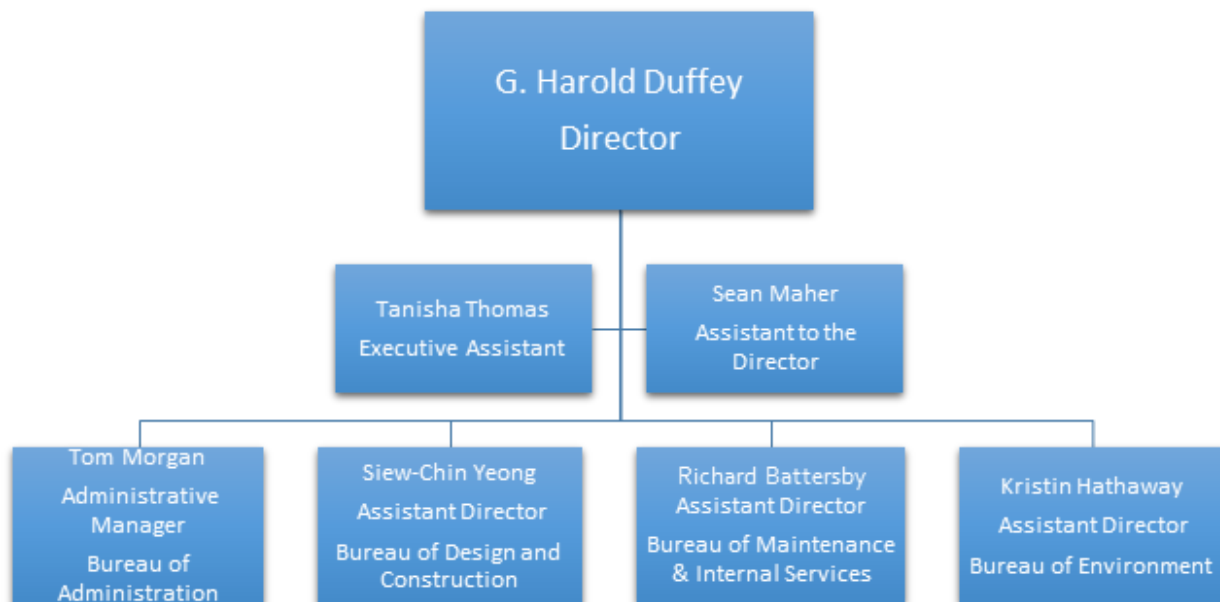 G. Harold Duffey
Director
Tanisha Thomas
Executive Assistant
Sean Maher
Assistant to the
Director
Tom Morgan
Administrative
Manager
Bureau of
Administration
Siew-Chin Yeong
Assistant Director
Bureau of Design and
Construction
Richard Battersby
Assistant Director
Bureau of Maintenance
& Internal Services
Kristin Hathaway
Assistant Director
Bureau of Environment